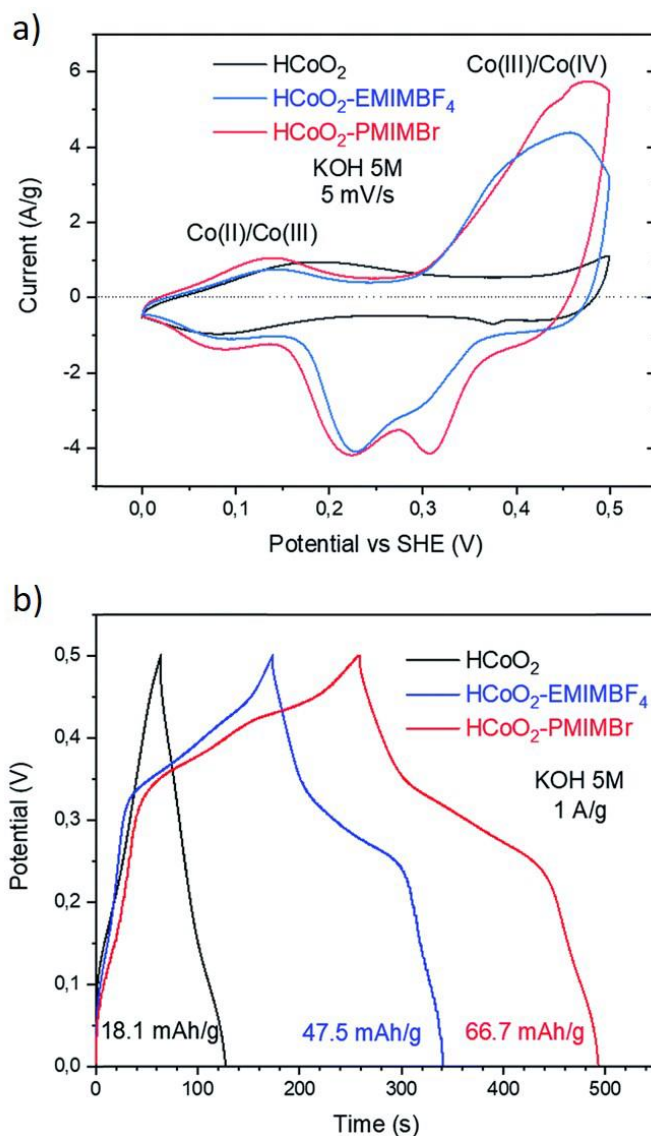 a)
HCoO₂
HCoO₂-EMIMBF₄
HCoO₂-PMIMBr
KOH 5M
5 mV/s
Co(III)/Co(IV)
Co(II)/Co(III)
6
4
2
0
-2
-4
Current (A/g)
0,0 0,1 0,2 0,3 0,4 0,5
Potential vs SHE (V)
b)
HCoO₂
HCoO₂-EMIMBF₄
HCoO₂-PMIMBr
KOH 5M
1 A/g
0,5
0,4
0,3
0,2
0,1
0,0
Potential (V)
18.1 mAh/g 47.5 mAh/g 66.7 mAh/g
0 100 200 300 400 500
Time (s)